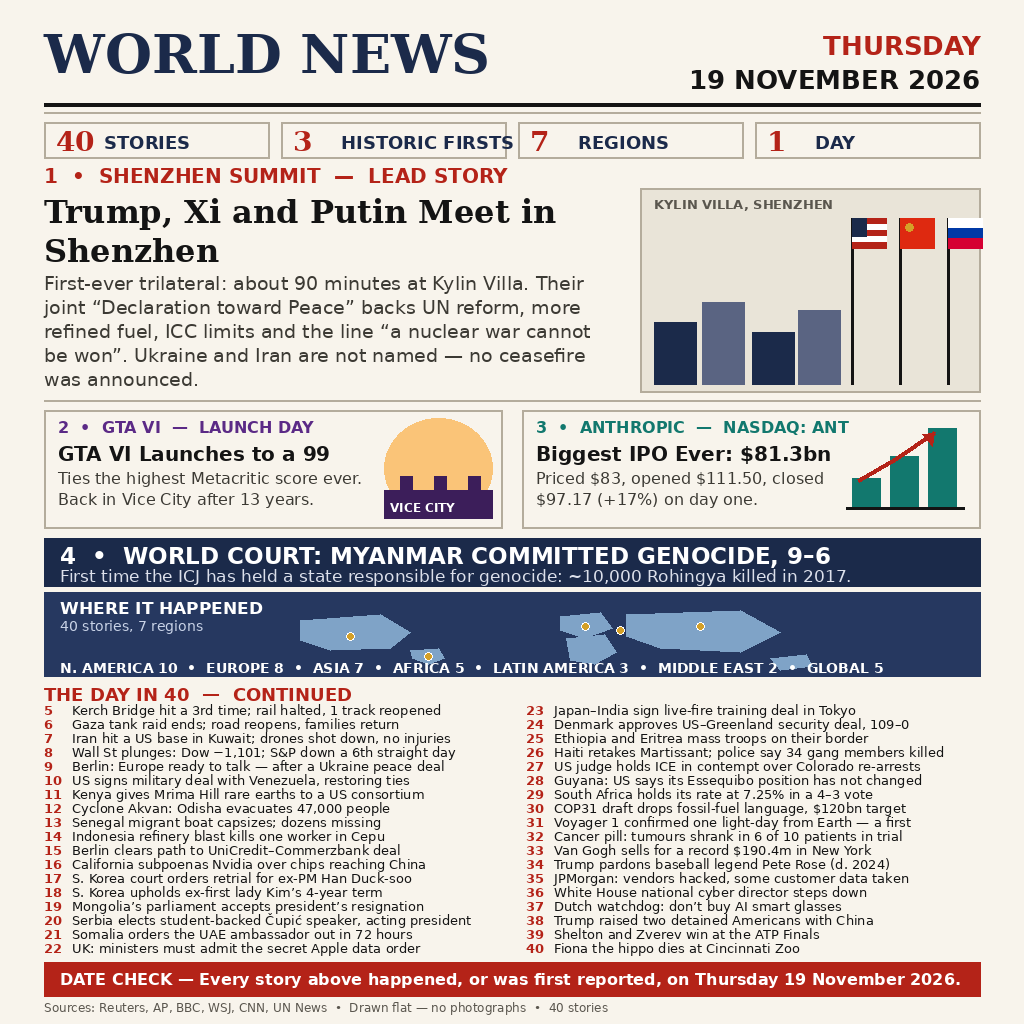 WORLD NEWS
THURSDAY
19 NOVEMBER 2026
40 STORIES
3 HISTORIC FIRSTS
7 REGIONS
1 DAY
1 • SHENZHEN SUMMIT — LEAD STORY
Trump, Xi and Putin Meet in
Shenzhen
First-ever trilateral: about 90 minutes at Kylin Villa. Their
joint “Declaration toward Peace” backs UN reform, more
refined fuel, ICC limits and the line “a nuclear war cannot
be won”. Ukraine and Iran are not named — no ceasefire
was announced.
KYLIN VILLA, SHENZHEN
2 • GTA VI — LAUNCH DAY
GTA VI Launches to a 99
Ties the highest Metacritic score ever.
Back in Vice City after 13 years.
VICE CITY
3 • ANTHROPIC — NASDAQ: ANT
Biggest IPO Ever: $81.3bn
Priced $83, opened $111.50, closed
$97.17 (+17%) on day one.
4 • WORLD COURT: MYANMAR COMMITTED GENOCIDE, 9–6
First time the ICJ has held a state responsible for genocide: ~10,000 Rohingya killed in 2017.
WHERE IT HAPPENED
40 stories, 7 regions
N. AMERICA 10 • EUROPE 8 • ASIA 7 • AFRICA 5 • LATIN AMERICA 3 • MIDDLE EAST 2 • GLOBAL 5
THE DAY IN 40 — CONTINUED
5 Kerch Bridge hit a 3rd time; rail halted, 1 track reopened
6 Gaza tank raid ends; road reopens, families return
7 Iran hit a US base in Kuwait; drones shot down, no injuries
8 Wall St plunges: Dow −1,101; S&P down a 6th straight day
9 Berlin: Europe ready to talk — after a Ukraine peace deal
10 US signs military deal with Venezuela, restoring ties
11 Kenya gives Mrima Hill rare earths to a US consortium
12 Cyclone Akvan: Odisha evacuates 47,000 people
13 Senegal migrant boat capsizes; dozens missing
14 Indonesia refinery blast kills one worker in Cepu
15 Berlin clears path to UniCredit–Commerzbank deal
16 California subpoenas Nvidia over chips reaching China
17 S. Korea court orders retrial for ex-PM Han Duck-soo
18 S. Korea upholds ex-first lady Kim’s 4-year term
19 Mongolia’s parliament accepts president’s resignation
20 Serbia elects student-backed Čupić speaker, acting president
21 Somalia orders the UAE ambassador out in 72 hours
22 UK: ministers must admit the secret Apple data order
23 Japan–India sign live-fire training deal in Tokyo
24 Denmark approves US–Greenland security deal, 109–0
25 Ethiopia and Eritrea mass troops on their border
26 Haiti retakes Martissant; police say 34 gang members killed
27 US judge holds ICE in contempt over Colorado re-arrests
28 Guyana: US says its Essequibo position has not changed
29 South Africa holds its rate at 7.25% in a 4–3 vote
30 COP31 draft drops fossil-fuel language, $120bn target
31 Voyager 1 confirmed one light-day from Earth — a first
32 Cancer pill: tumours shrank in 6 of 10 patients in trial
33 Van Gogh sells for a record $190.4m in New York
34 Trump pardons baseball legend Pete Rose (d. 2024)
35 JPMorgan: vendors hacked, some customer data taken
36 White House national cyber director steps down
37 Dutch watchdog: don’t buy AI smart glasses
38 Trump raised two detained Americans with China
39 Shelton and Zverev win at the ATP Finals
40 Fiona the hippo dies at Cincinnati Zoo
DATE CHECK — Every story above happened, or was first reported, on Thursday 19 November 2026.
Sources: Reuters, AP, BBC, WSJ, CNN, UN News • Drawn flat — no photographs • 40 stories